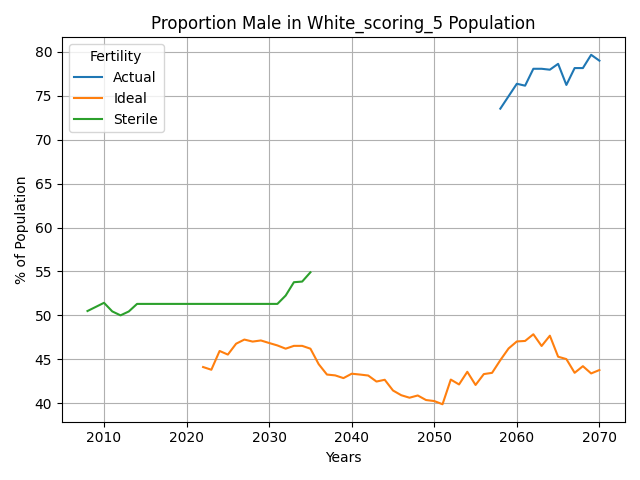 Proportion Male in White_scoring_5 Population
Fertility
Actual
Ideal
Sterile
% of Population
80
75
70
65
60
55
50
45
40
2010
2020
2030
2040
2050
2060
2070
Years